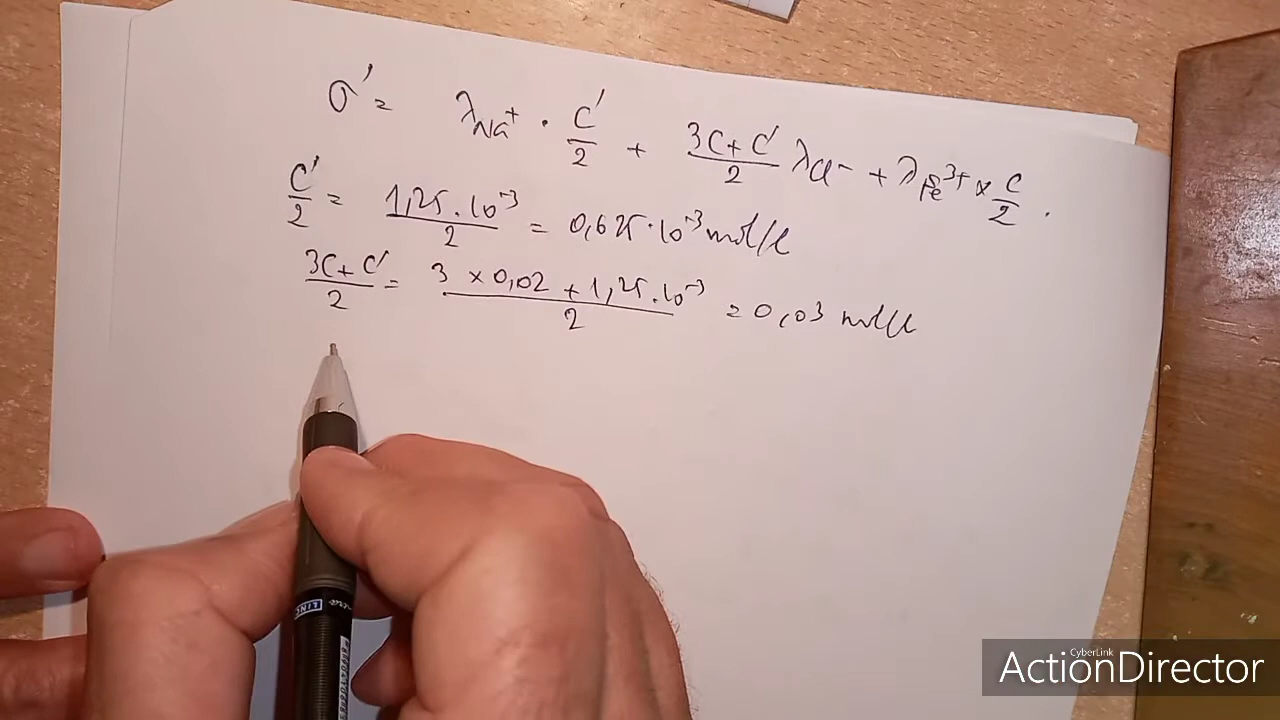 σ' = λNa⁺ · C'/2 + (3C + C')/2 λCl⁻ + λFe³⁺ × C/2 .
C'/2 = 1,25 . 10⁻³/2 = 0,625 . 10⁻³ mol/l
(3C + C')/2 = (3 × 0,02 + 1,25 . 10⁻³)/2 = 0,03 mol/l
CyberLink
ActionDirector